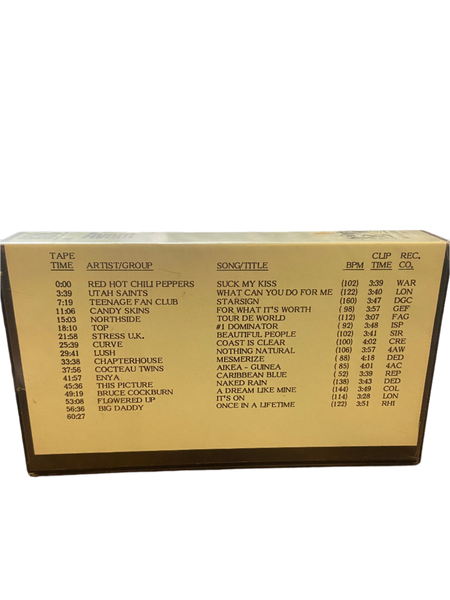 TAPE CLIP REC.
TIME ARTIST/GROUP SONG/TITLE BPM TIME CO.
0:00 RED HOT CHILI PEPPERS SUCK MY KISS (102) 3:39 WAR
3:39 UTAH SAINTS WHAT CAN YOU DO FOR ME (122) 3:40 LON
7:19 TEENAGE FAN CLUB STARSIGN (160) 3:47 DGC
11:06 CANDY SKINS FOR WHAT IT'S WORTH ( 98) 3:57 GEF
15:03 NORTHSIDE TOUR DE WORLD (112) 3:07 FAG
18:10 TOP #1 DOMINATOR ( 92) 3:48 ISP
21:58 STRESS U.K. BEAUTIFUL PEOPLE (102) 3:41 SIR
25:39 CURVE COAST IS CLEAR (100) 4:02 CRE
29:41 LUSH NOTHING NATURAL (106) 3:57 4AW
33:38 CHAPTERHOUSE MESMERIZE ( 88) 4:18 DED
37:56 COCTEAU TWINS AIKEA - GUINEA ( 85) 4:01 4AC
41:57 ENYA CARIBBEAN BLUE ( 52) 3:39 REP
45:36 THIS PICTURE NAKED RAIN (138) 3:43 DED
49:19 BRUCE COCKBURN A DREAM LIKE MINE (144) 3:49 COL
53:08 FLOWERED UP IT'S ON (114) 3:28 LON
56:36 BIG DADDY ONCE IN A LIFETIME (122) 3:51 RHI
60:27